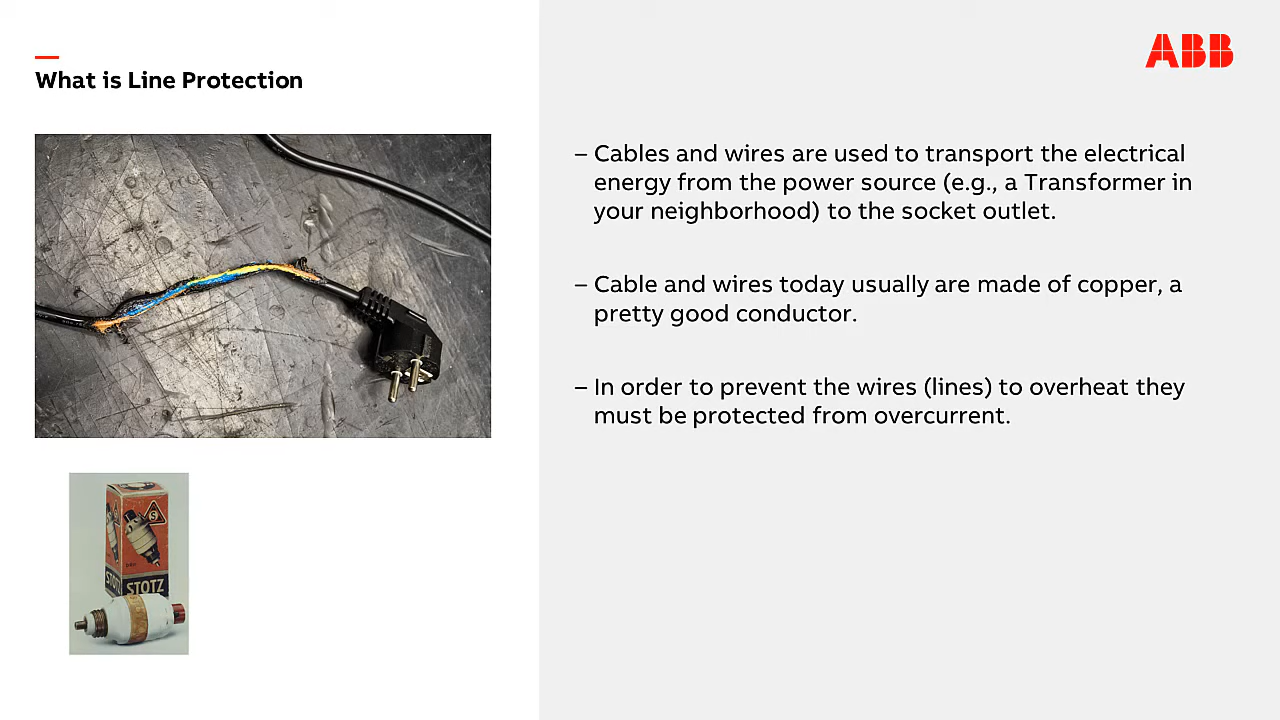 What is Line Protection
ABB
– Cables and wires are used to transport the electrical
energy from the power source (e.g., a Transformer in
your neighborhood) to the socket outlet.
– Cable and wires today usually are made of copper, a
pretty good conductor.
– In order to prevent the wires (lines) to overheat they
must be protected from overcurrent.
S
STOTZ